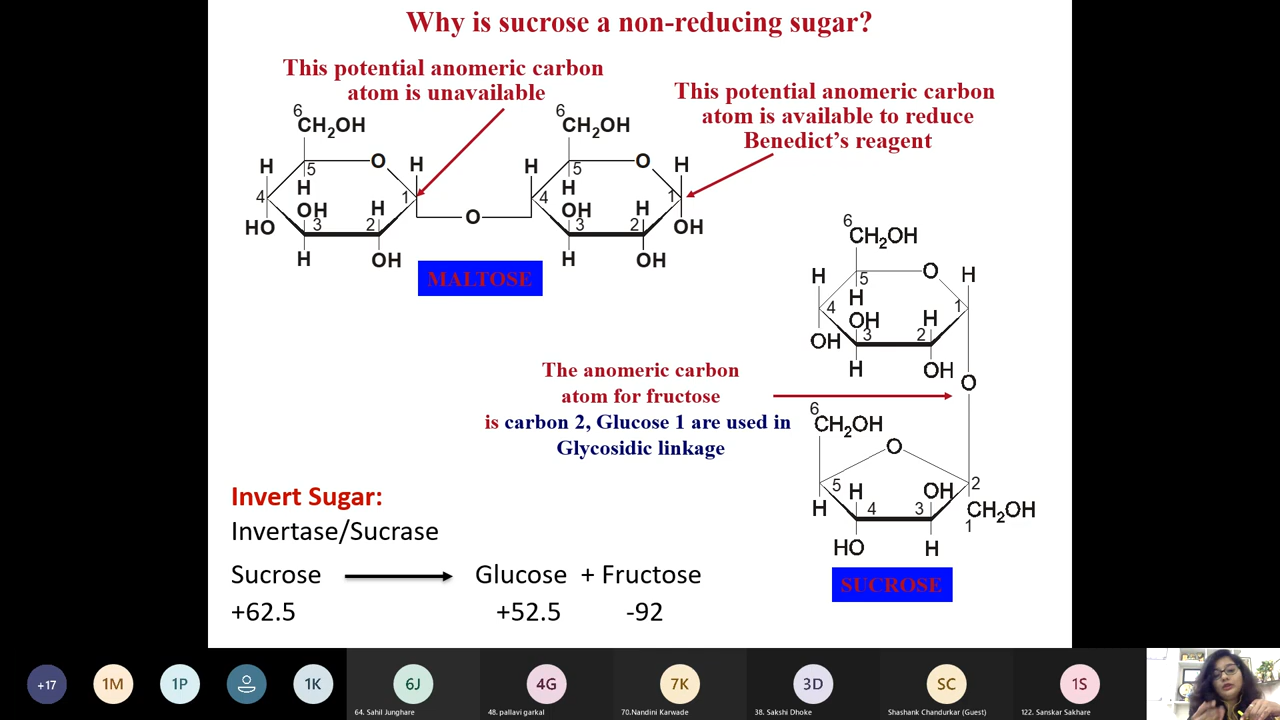 Why is sucrose a non-reducing sugar?
This potential anomeric carbon
atom is unavailable
This potential anomeric carbon
atom is available to reduce
Benedict's reagent
6
CH2OH
H
5
O
H
4
H
OH
H
1
HO
3
2
H
OH
O
6
CH2OH
H
5
O
H
4
H
OH
H
1
3
2
OH
H
OH
MALTOSE
6
CH2OH
H
5
O
H
4
H
OH
H
1
OH
3
2
H
OH
O
The anomeric carbon
atom for fructose
is carbon 2, Glucose 1 are used in
Glycosidic linkage
6
CH2OH
O
5
H
OH
2
H
4
3
CH2OH
1
HO
H
SUCROSE
Invert Sugar:
Invertase/Sucrase
Sucrose Glucose + Fructose
+62.5 +52.5 -92
+17
1M
1P
1K
6J
4G
7K
3D
SC
1S
64. Sahil Junghare
48. pallavi garkal
70.Nandini Karwade
38. Sakshi Dhoke
Shashank Chandurkar (Guest)
122. Sanskar Sakhare